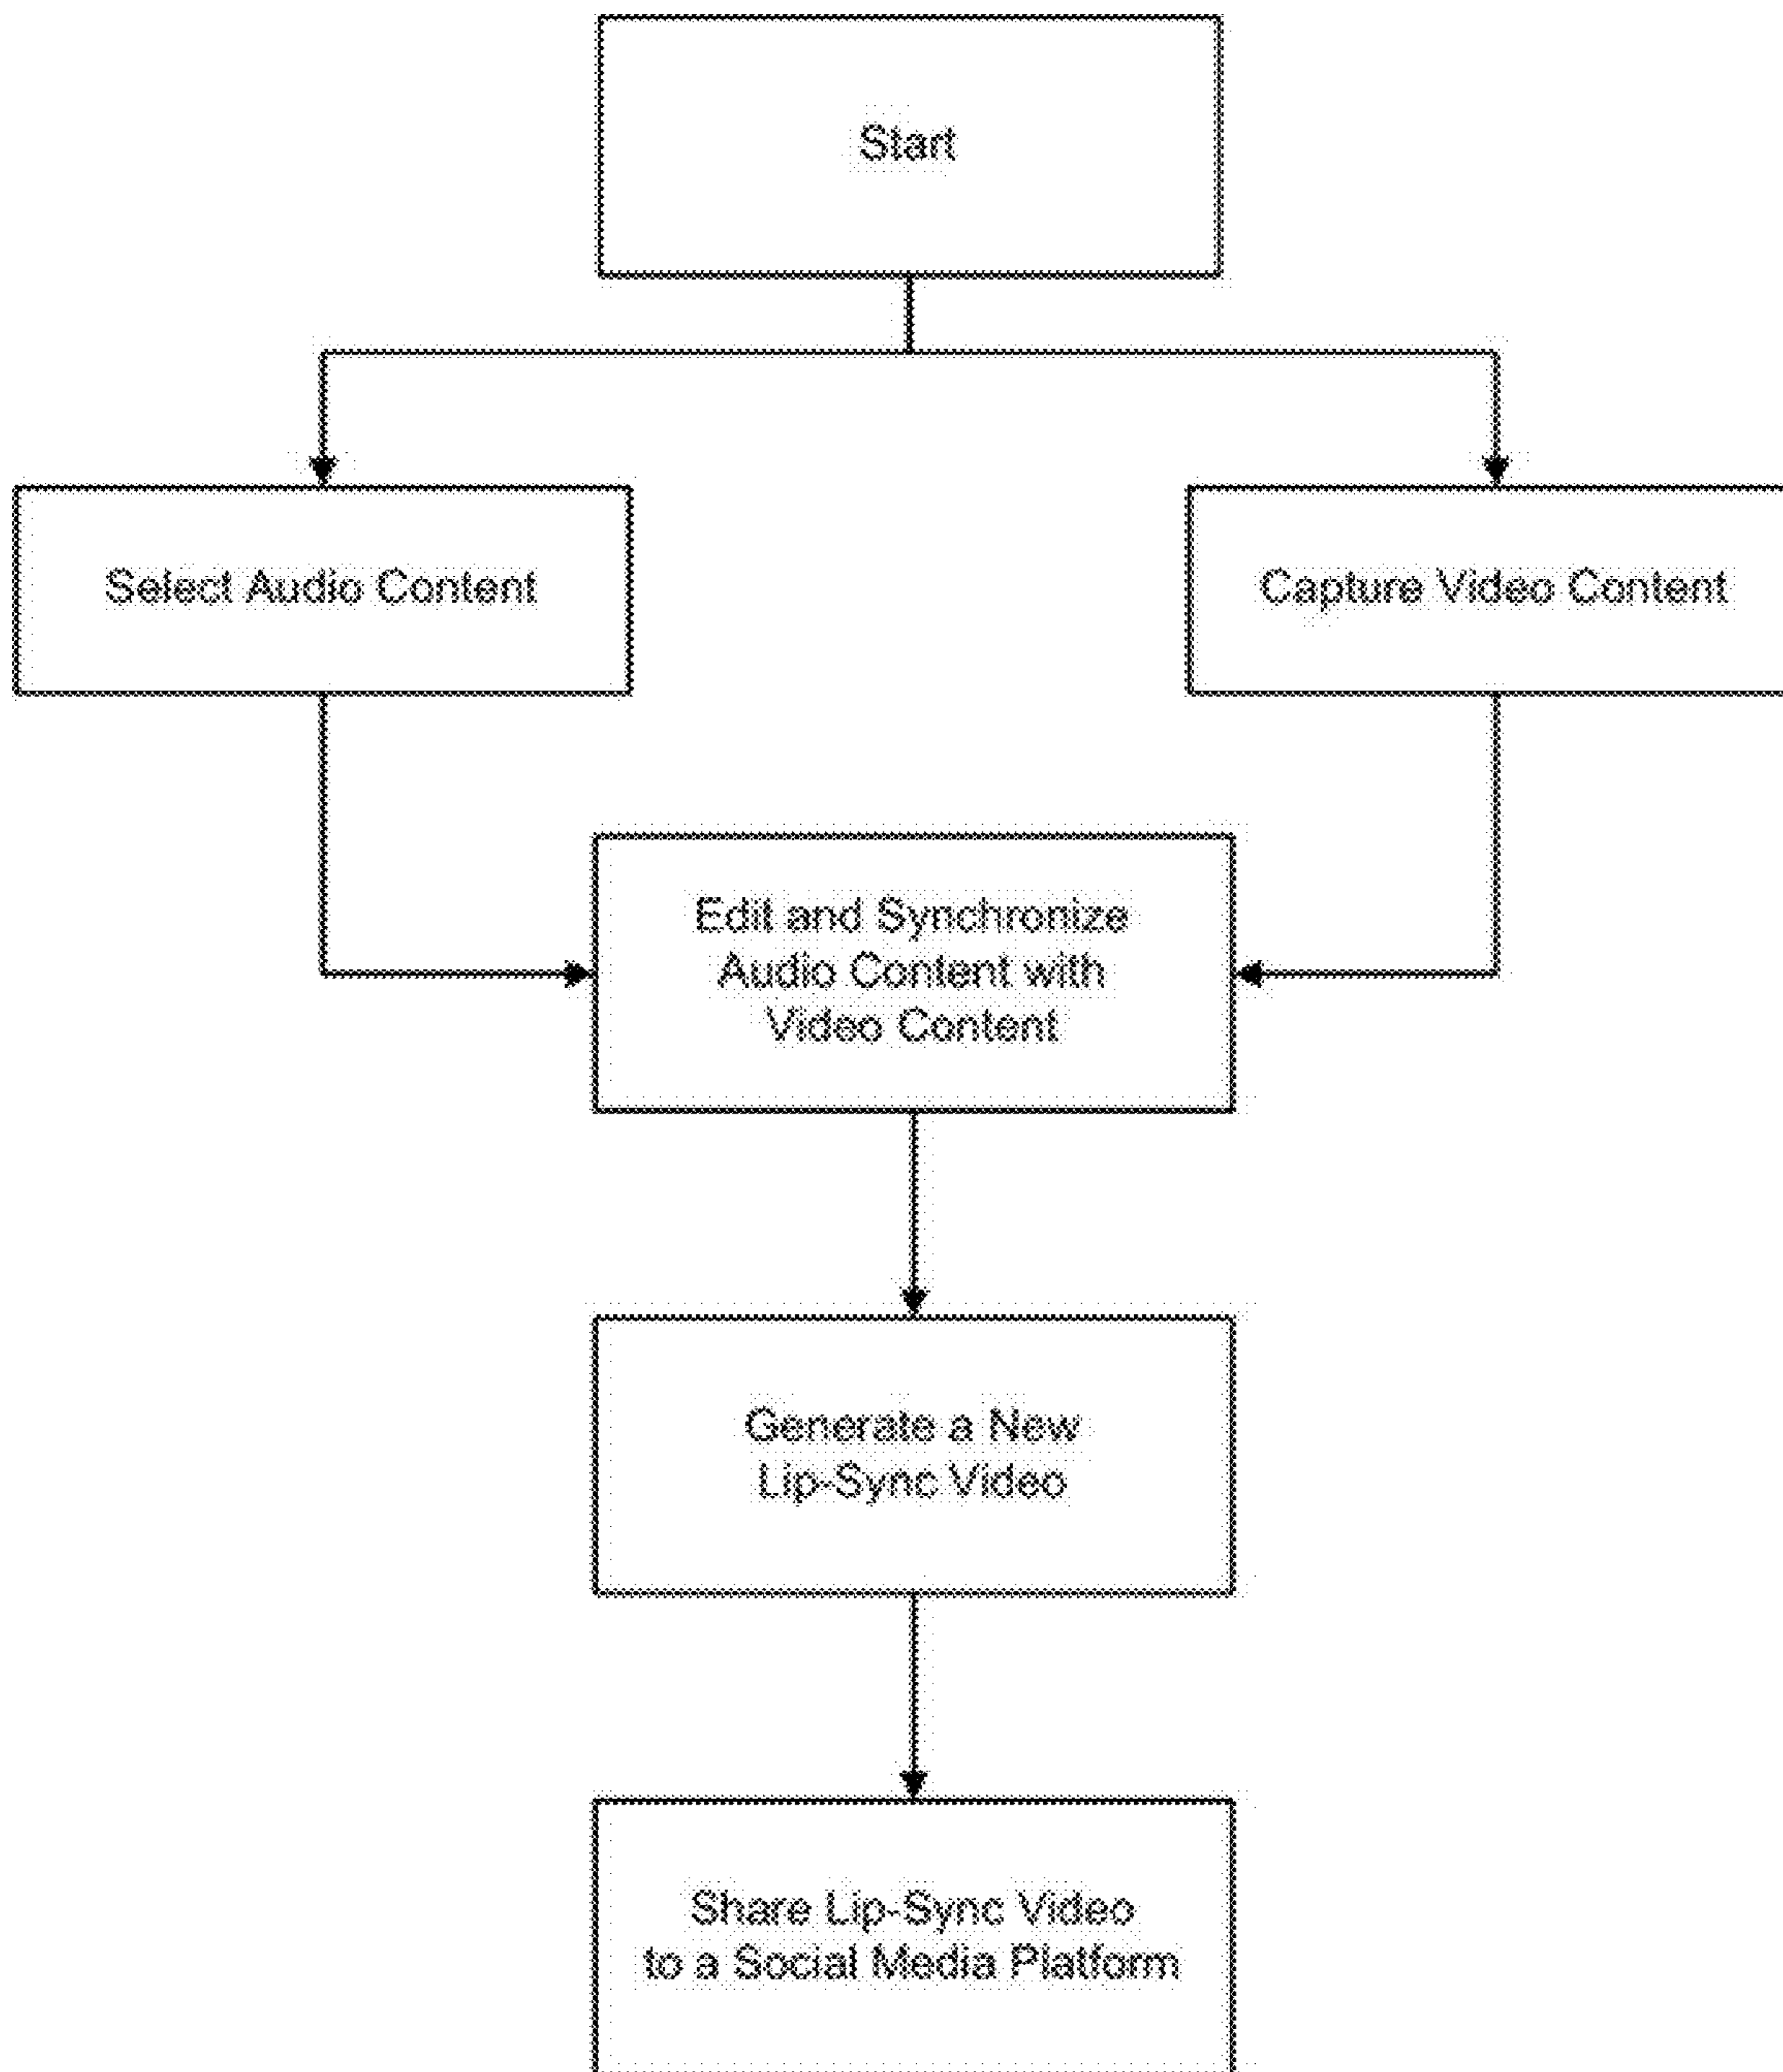 Start
Select Audio Content
Capture Video Content
Edit and Synchronize
Audio Content with
Video Content
Generate a New
Lip-Sync Video
Share Lip-Sync Video
to a Social Media Platform